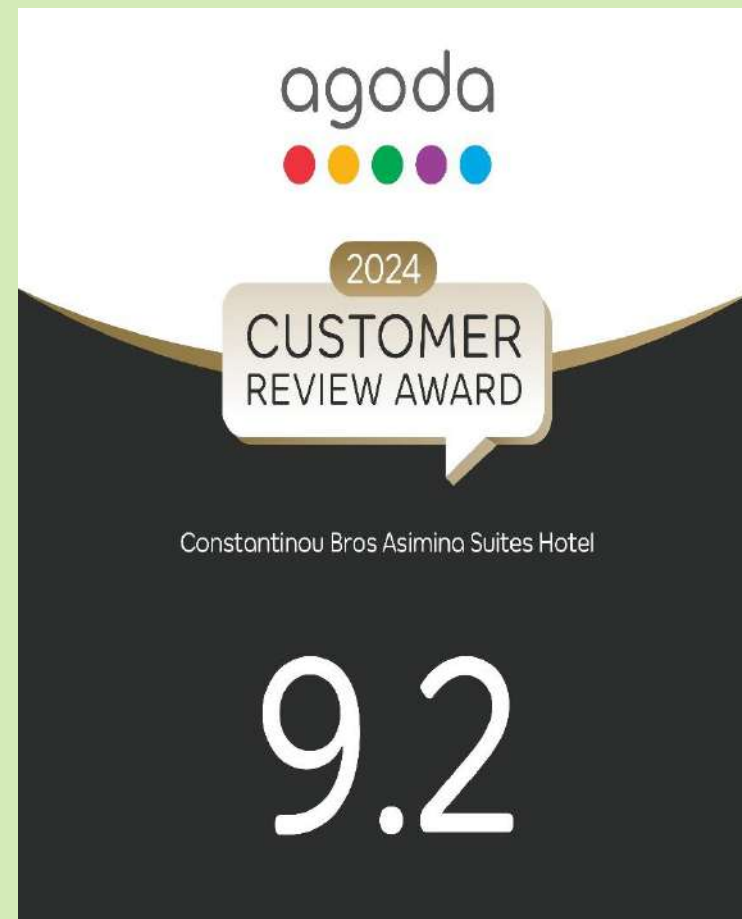 agoda
2024
CUSTOMER
REVIEW AWARD
Constantinou Bros Asimina Suites Hotel
9.2